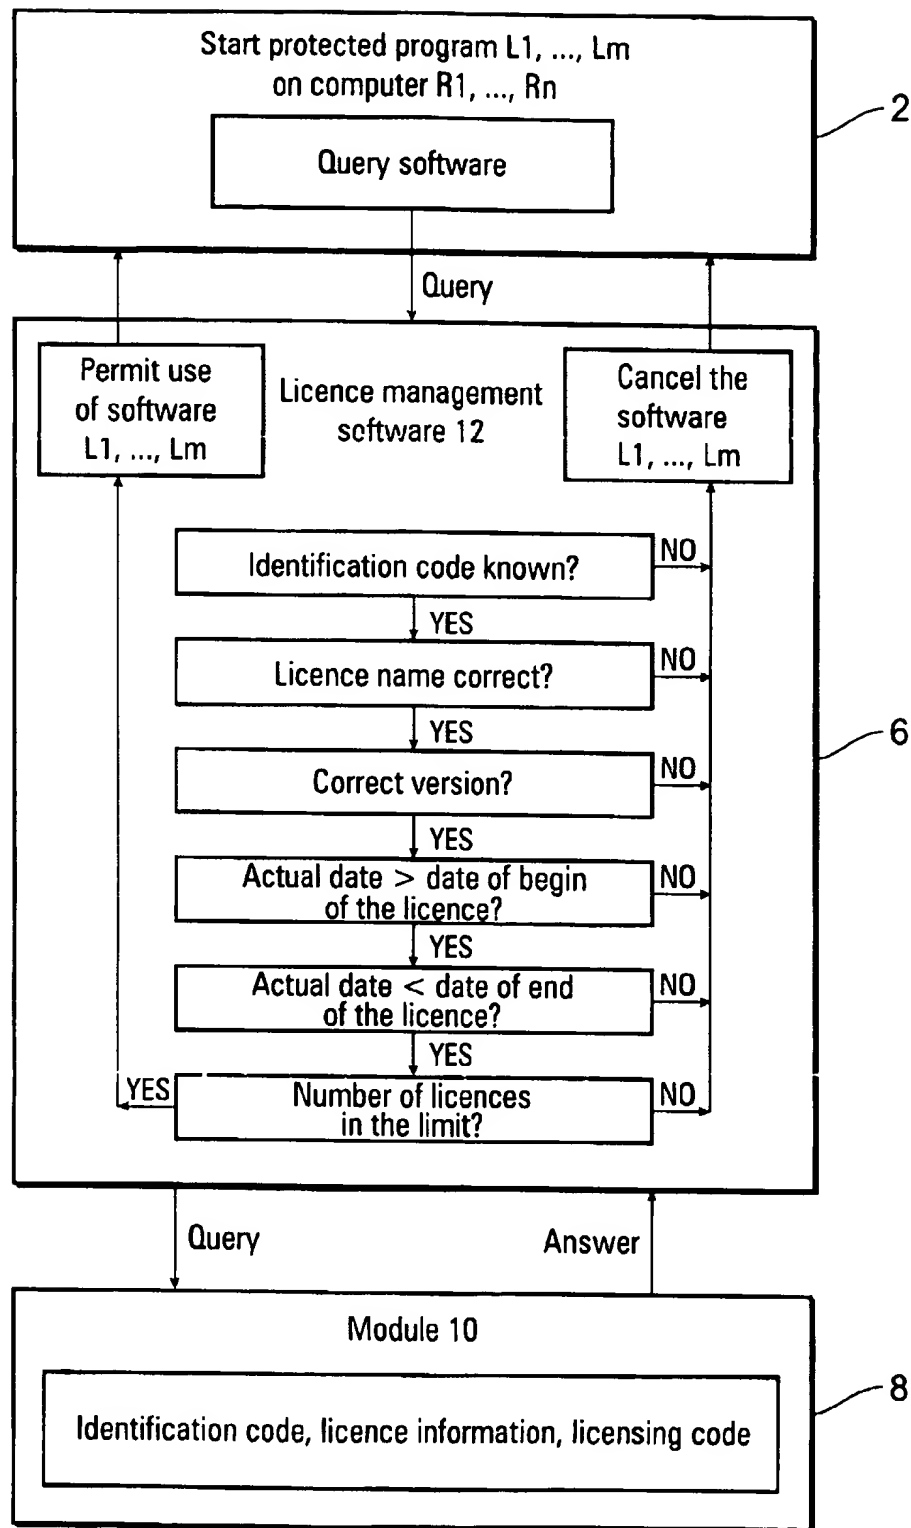 Start protected program L1, ..., Lm
on computer R1, ..., Rn
2
Query software
Query
Permit use
of software
L1, ..., Lm
Licence management
software 12
Cancel the
software
L1, ..., Lm
Identification code known?
NO
YES
Licence name correct?
NO
YES
6
Correct version?
NO
YES
Actual date > date of begin
of the licence?
NO
YES
Actual date < date of end
of the licence?
NO
YES
YES
Number of licences
in the limit?
NO
Query
Answer
Module 10
8
Identification code, licence information, licensing code